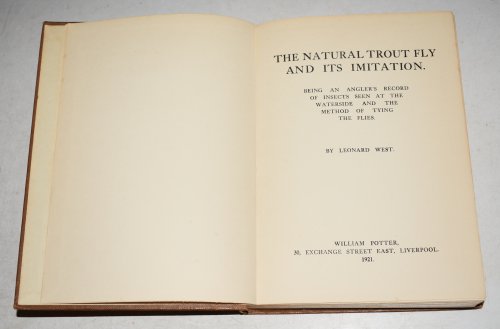 THE NATURAL TROUT FLY
AND ITS IMITATION.
BEING AN ANGLER'S RECORD
OF INSECTS SEEN AT THE
WATERSIDE AND THE
METHOD OF TYING
THE FLIES.
BY LEONARD WEST.
WILLIAM POTTER,
30, EXCHANGE STREET EAST, LIVERPOOL.
1921.